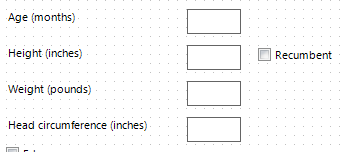 Age (months)
Height (inches)
Recumbent
Weight (pounds)
Head circumference (inches)